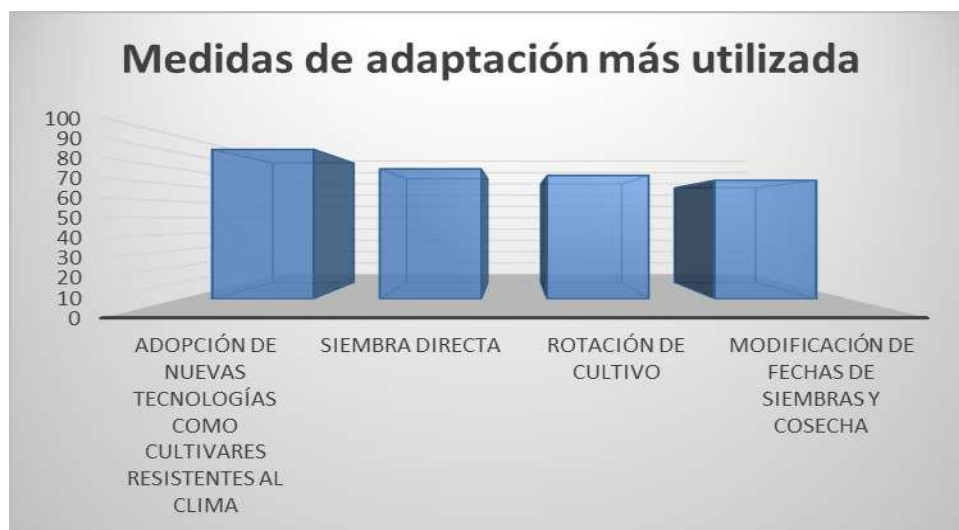 Medidas de adaptación más utilizada
100
90
80
70
60
50
40
30
20
10
0
ADOPCIÓN DE
NUEVAS
TECNOLOGÍAS
COMO
CULTIVARES
RESISTENTES AL
CLIMA
SIEMBRA DIRECTA
ROTACIÓN DE
CULTIVO
MODIFICACIÓN DE
FECHAS DE
SIEMBRAS Y
COSECHA